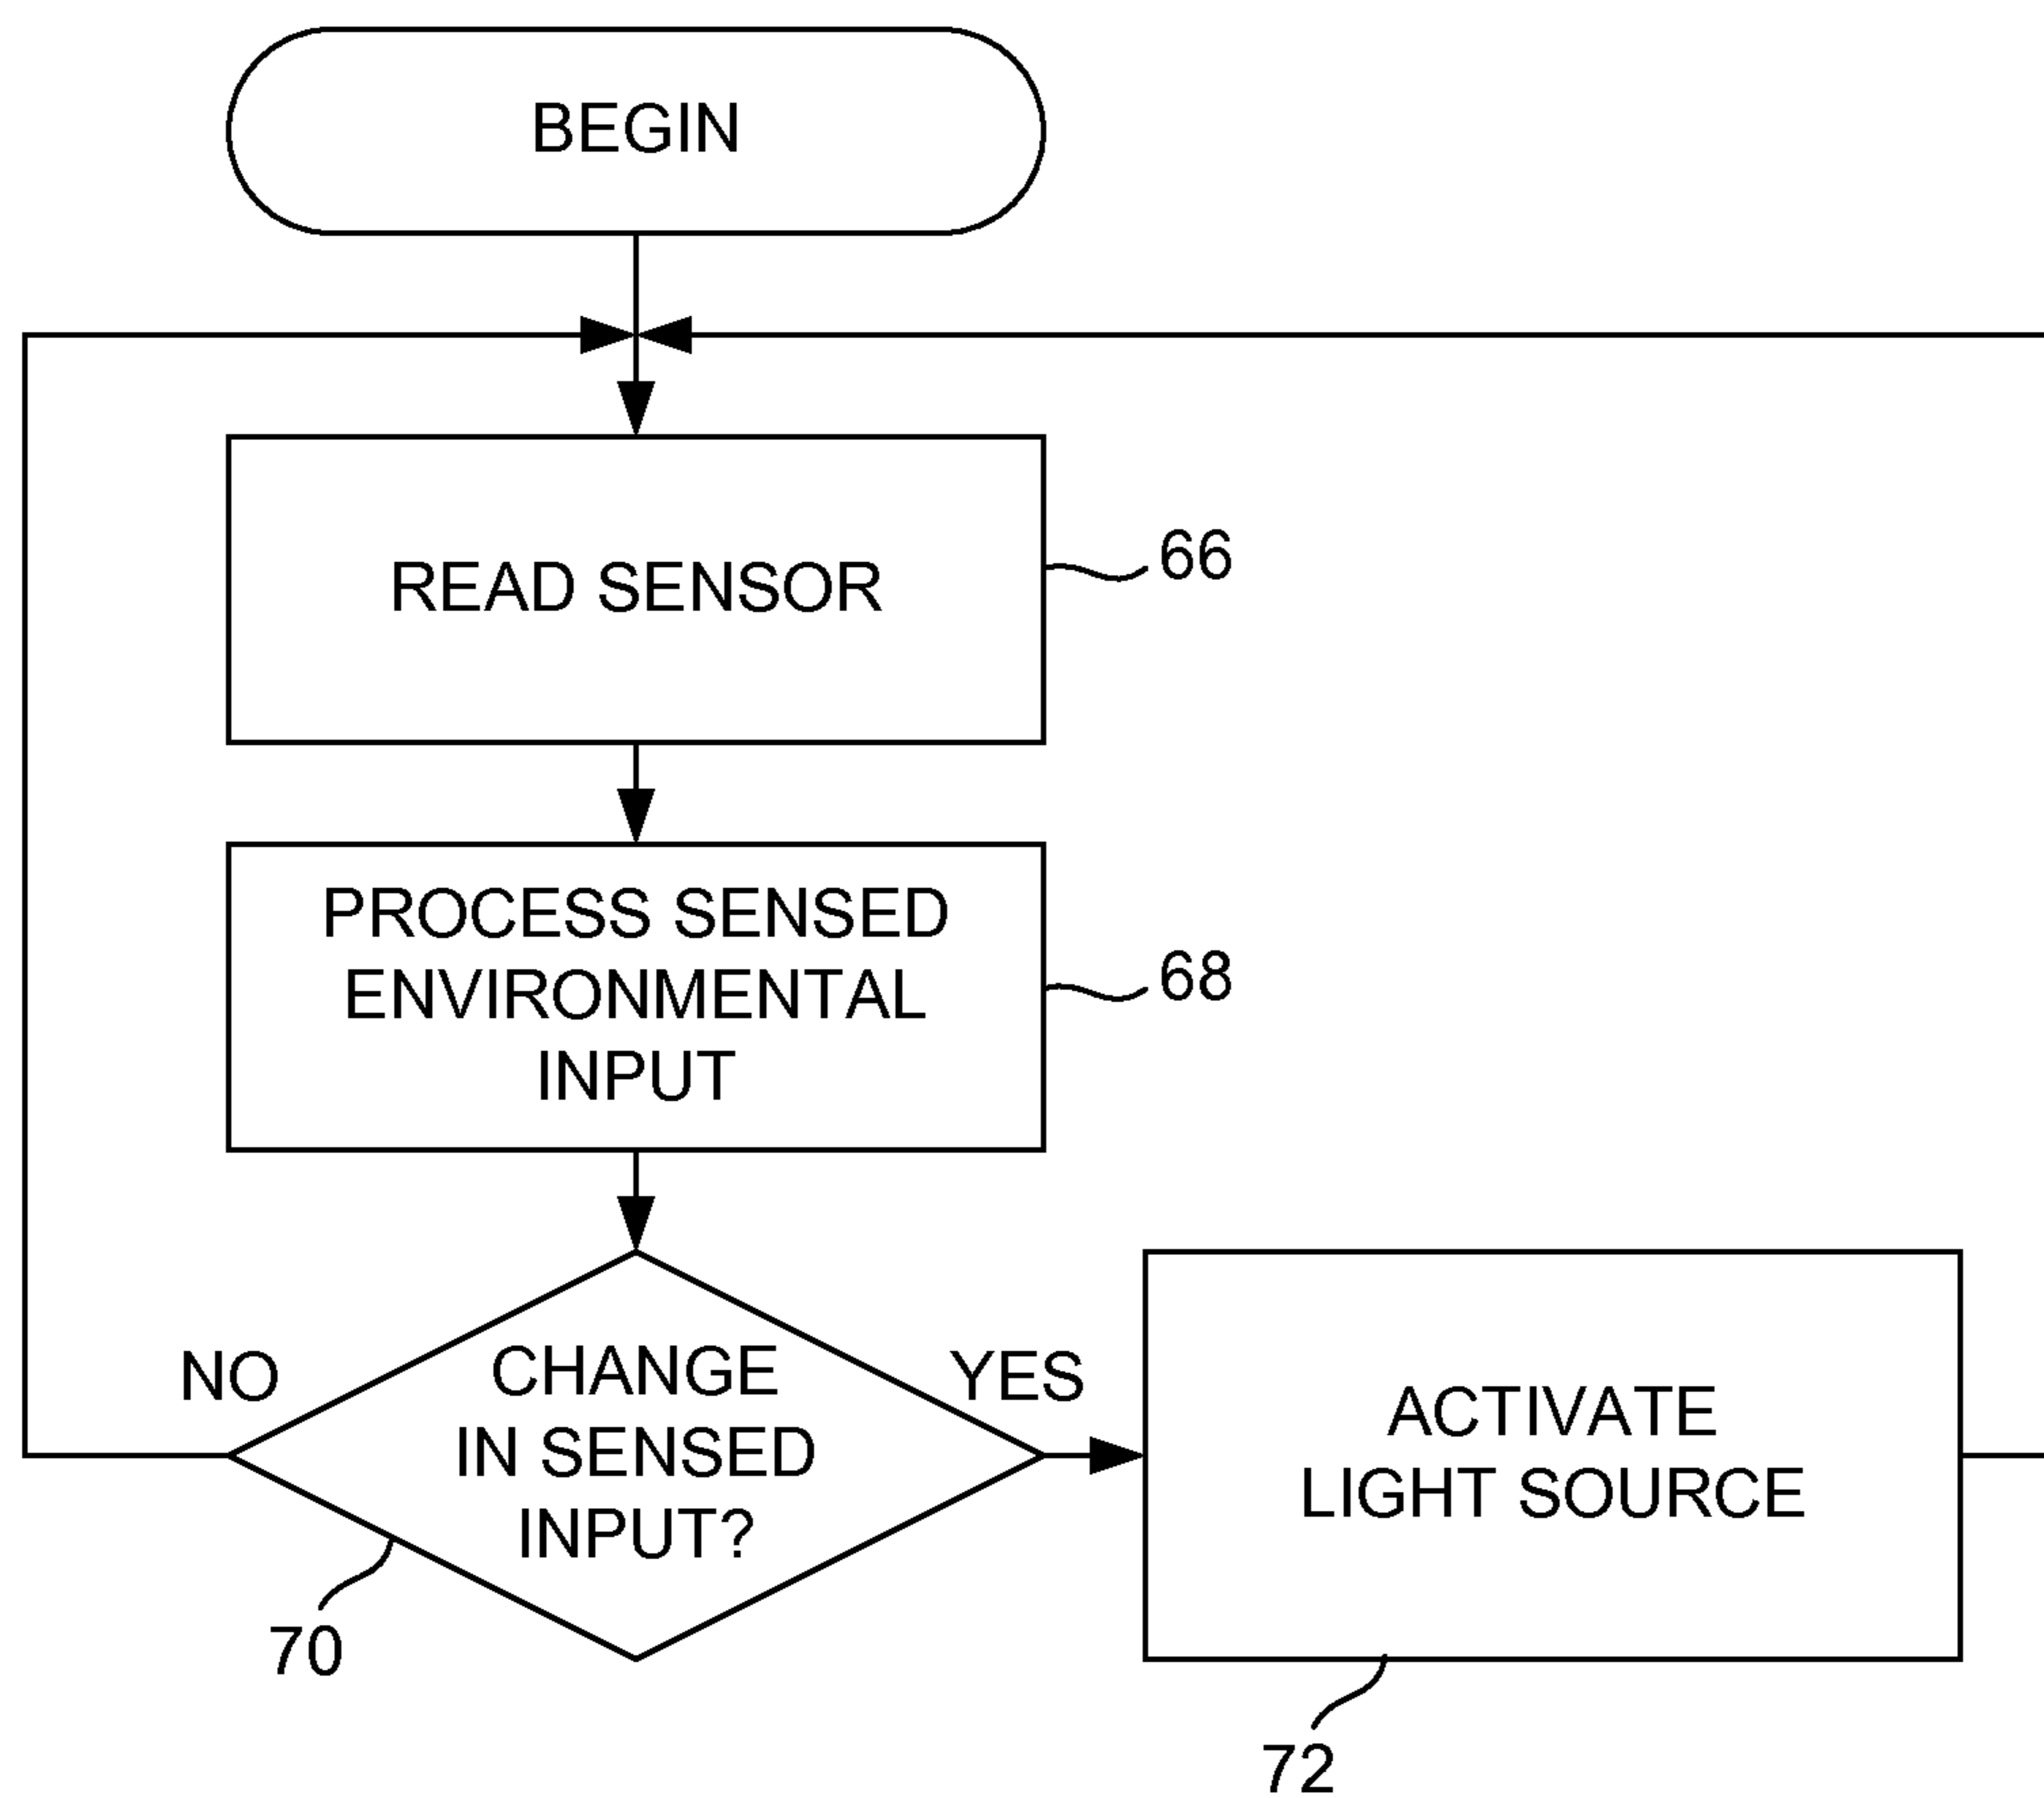 BEGIN
READ SENSOR
66
PROCESS SENSED
ENVIRONMENTAL
INPUT
68
NO
CHANGE
IN SENSED
INPUT?
YES
70
ACTIVATE
LIGHT SOURCE
72